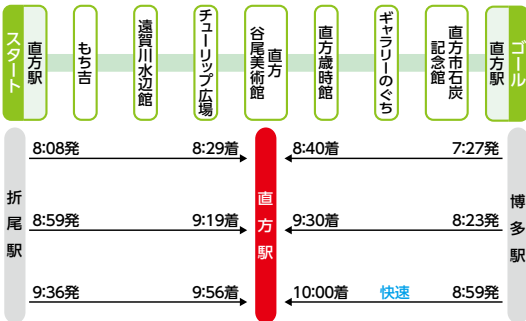 スタート
直方駅
もち吉
遠賀川水辺館
チューリップ広場
直方
谷尾美術館
直方歳時館
ギャラリーのぐち
直方市石炭
記念館
直方駅
ゴール
折尾駅
直方駅
博多駅
8:08発 8:29着 8:40着 7:27発
8:59発 9:19着 9:30着 8:23発
9:36発 9:56着 10:00着 快速 8:59発